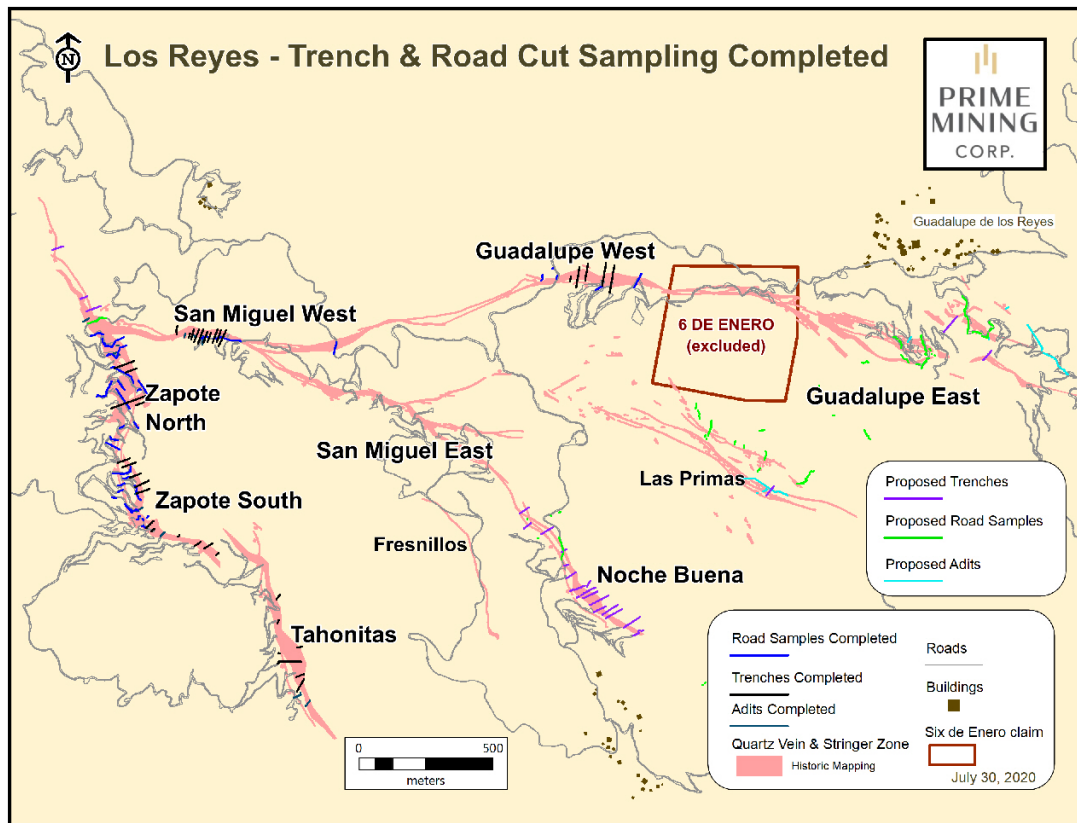 N
Los Reyes - Trench & Road Cut Sampling Completed
PRIME
MINING
CORP.
Guadalupe de los Reyes
Guadalupe West
San Miguel West
6 DE ENERO
(excluded)
Zapote
North
Guadalupe East
San Miguel East
Las Primas
Zapote South
Fresnillos
Noche Buena
Tahonitas
Proposed Trenches
Proposed Road Samples
Proposed Adits
Road Samples Completed
Trenches Completed
Adits Completed
Quartz Vein & Stringer Zone
Historic Mapping
Roads
Buildings
Six de Enero claim
July 30, 2020
0 500
meters